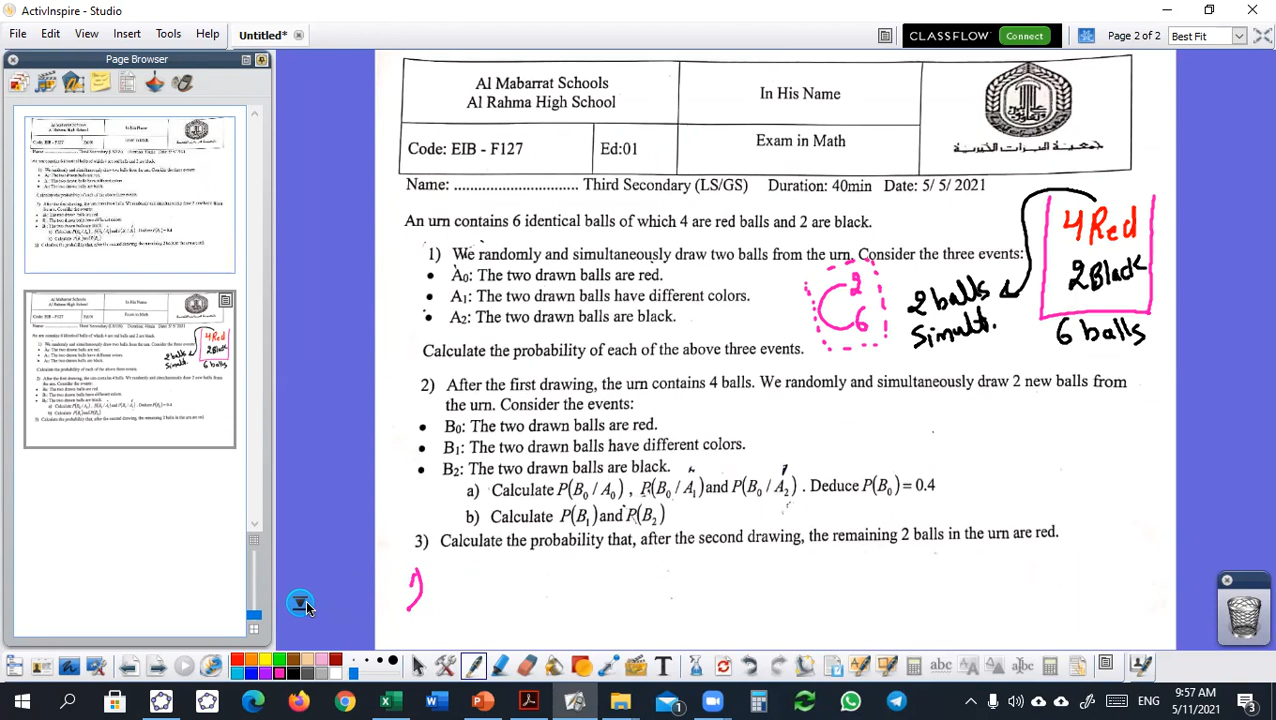 ActivInspire - Studio
File Edit View Insert Tools Help Untitled*
CLASSFLOW Connect Page 2 of 2 Best Fit
Page Browser
Al Mabarrat Schools
Al Rahma High School
In His Name
Code: EIB - F127
Ed:01
Exam in Math
جمعية المبرات الخيرية
Name: ............................ Third Secondary (LS/GS) Duration: 40min Date: 5/ 5/ 2021
An urn contains 6 identical balls of which 4 are red balls and 2 are black.
1) We randomly and simultaneously draw two balls from the urn. Consider the three events:
• A₀: The two drawn balls are red.
• A₁: The two drawn balls have different colors.
• A₂: The two drawn balls are black.
Calculate the probability of each of the above three events.
4 Red
2 Black
6 balls
2 balls
Simult.
C 2 6
2) After the first drawing, the urn contains 4 balls. We randomly and simultaneously draw 2 new balls from
the urn. Consider the events:
• B₀: The two drawn balls are red.
• B₁: The two drawn balls have different colors.
• B₂: The two drawn balls are black.
a) Calculate P(B₀ / A₀) , P(B₀ / A₁) and P(B₀ / A₂) . Deduce P(B₀) = 0.4
b) Calculate P(B₁) and P(B₂)
3) Calculate the probability that, after the second drawing, the remaining 2 balls in the urn are red.
abc
ENG
9:57 AM
5/11/2021